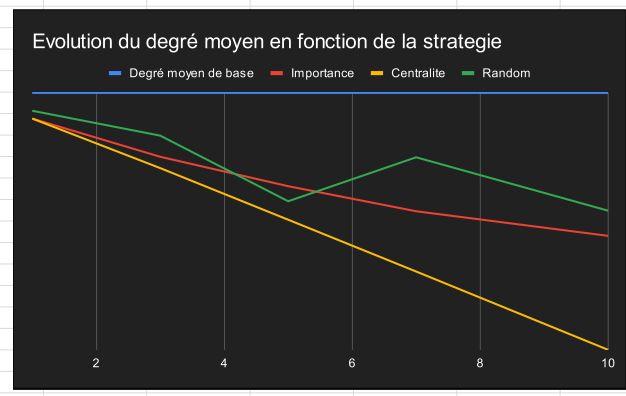 Evolution du degré moyen en fonction de la strategie
Degré moyen de base Importance Centralite Random
2 4 6 8 10